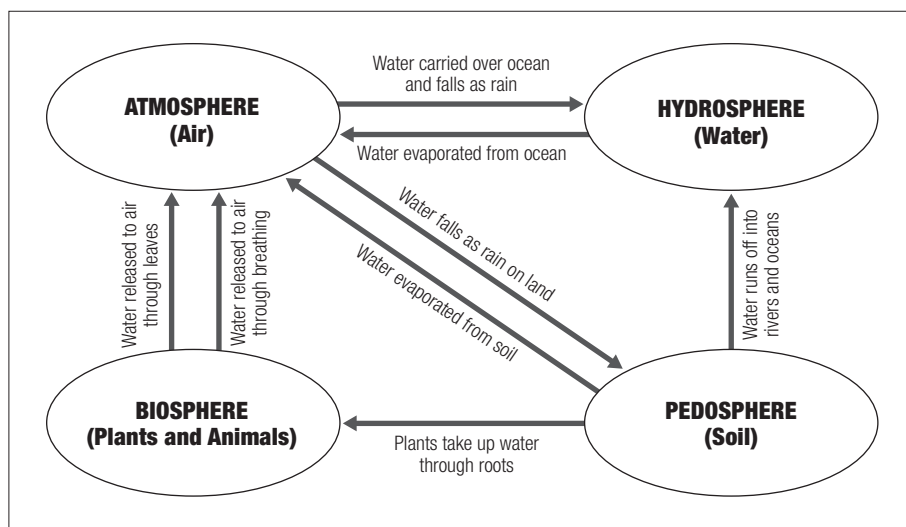 Water carried over ocean
and falls as rain
ATMOSPHERE
(Air)
HYDROSPHERE
(Water)
Water evaporated from ocean
Water falls as rain on land
Water evaporated from soil
Water released to air
through leaves
Water released to air
through breathing
Water runs off into
rivers and oceans
BIOSPHERE
(Plants and Animals)
PEDOSPHERE
(Soil)
Plants take up water
through roots